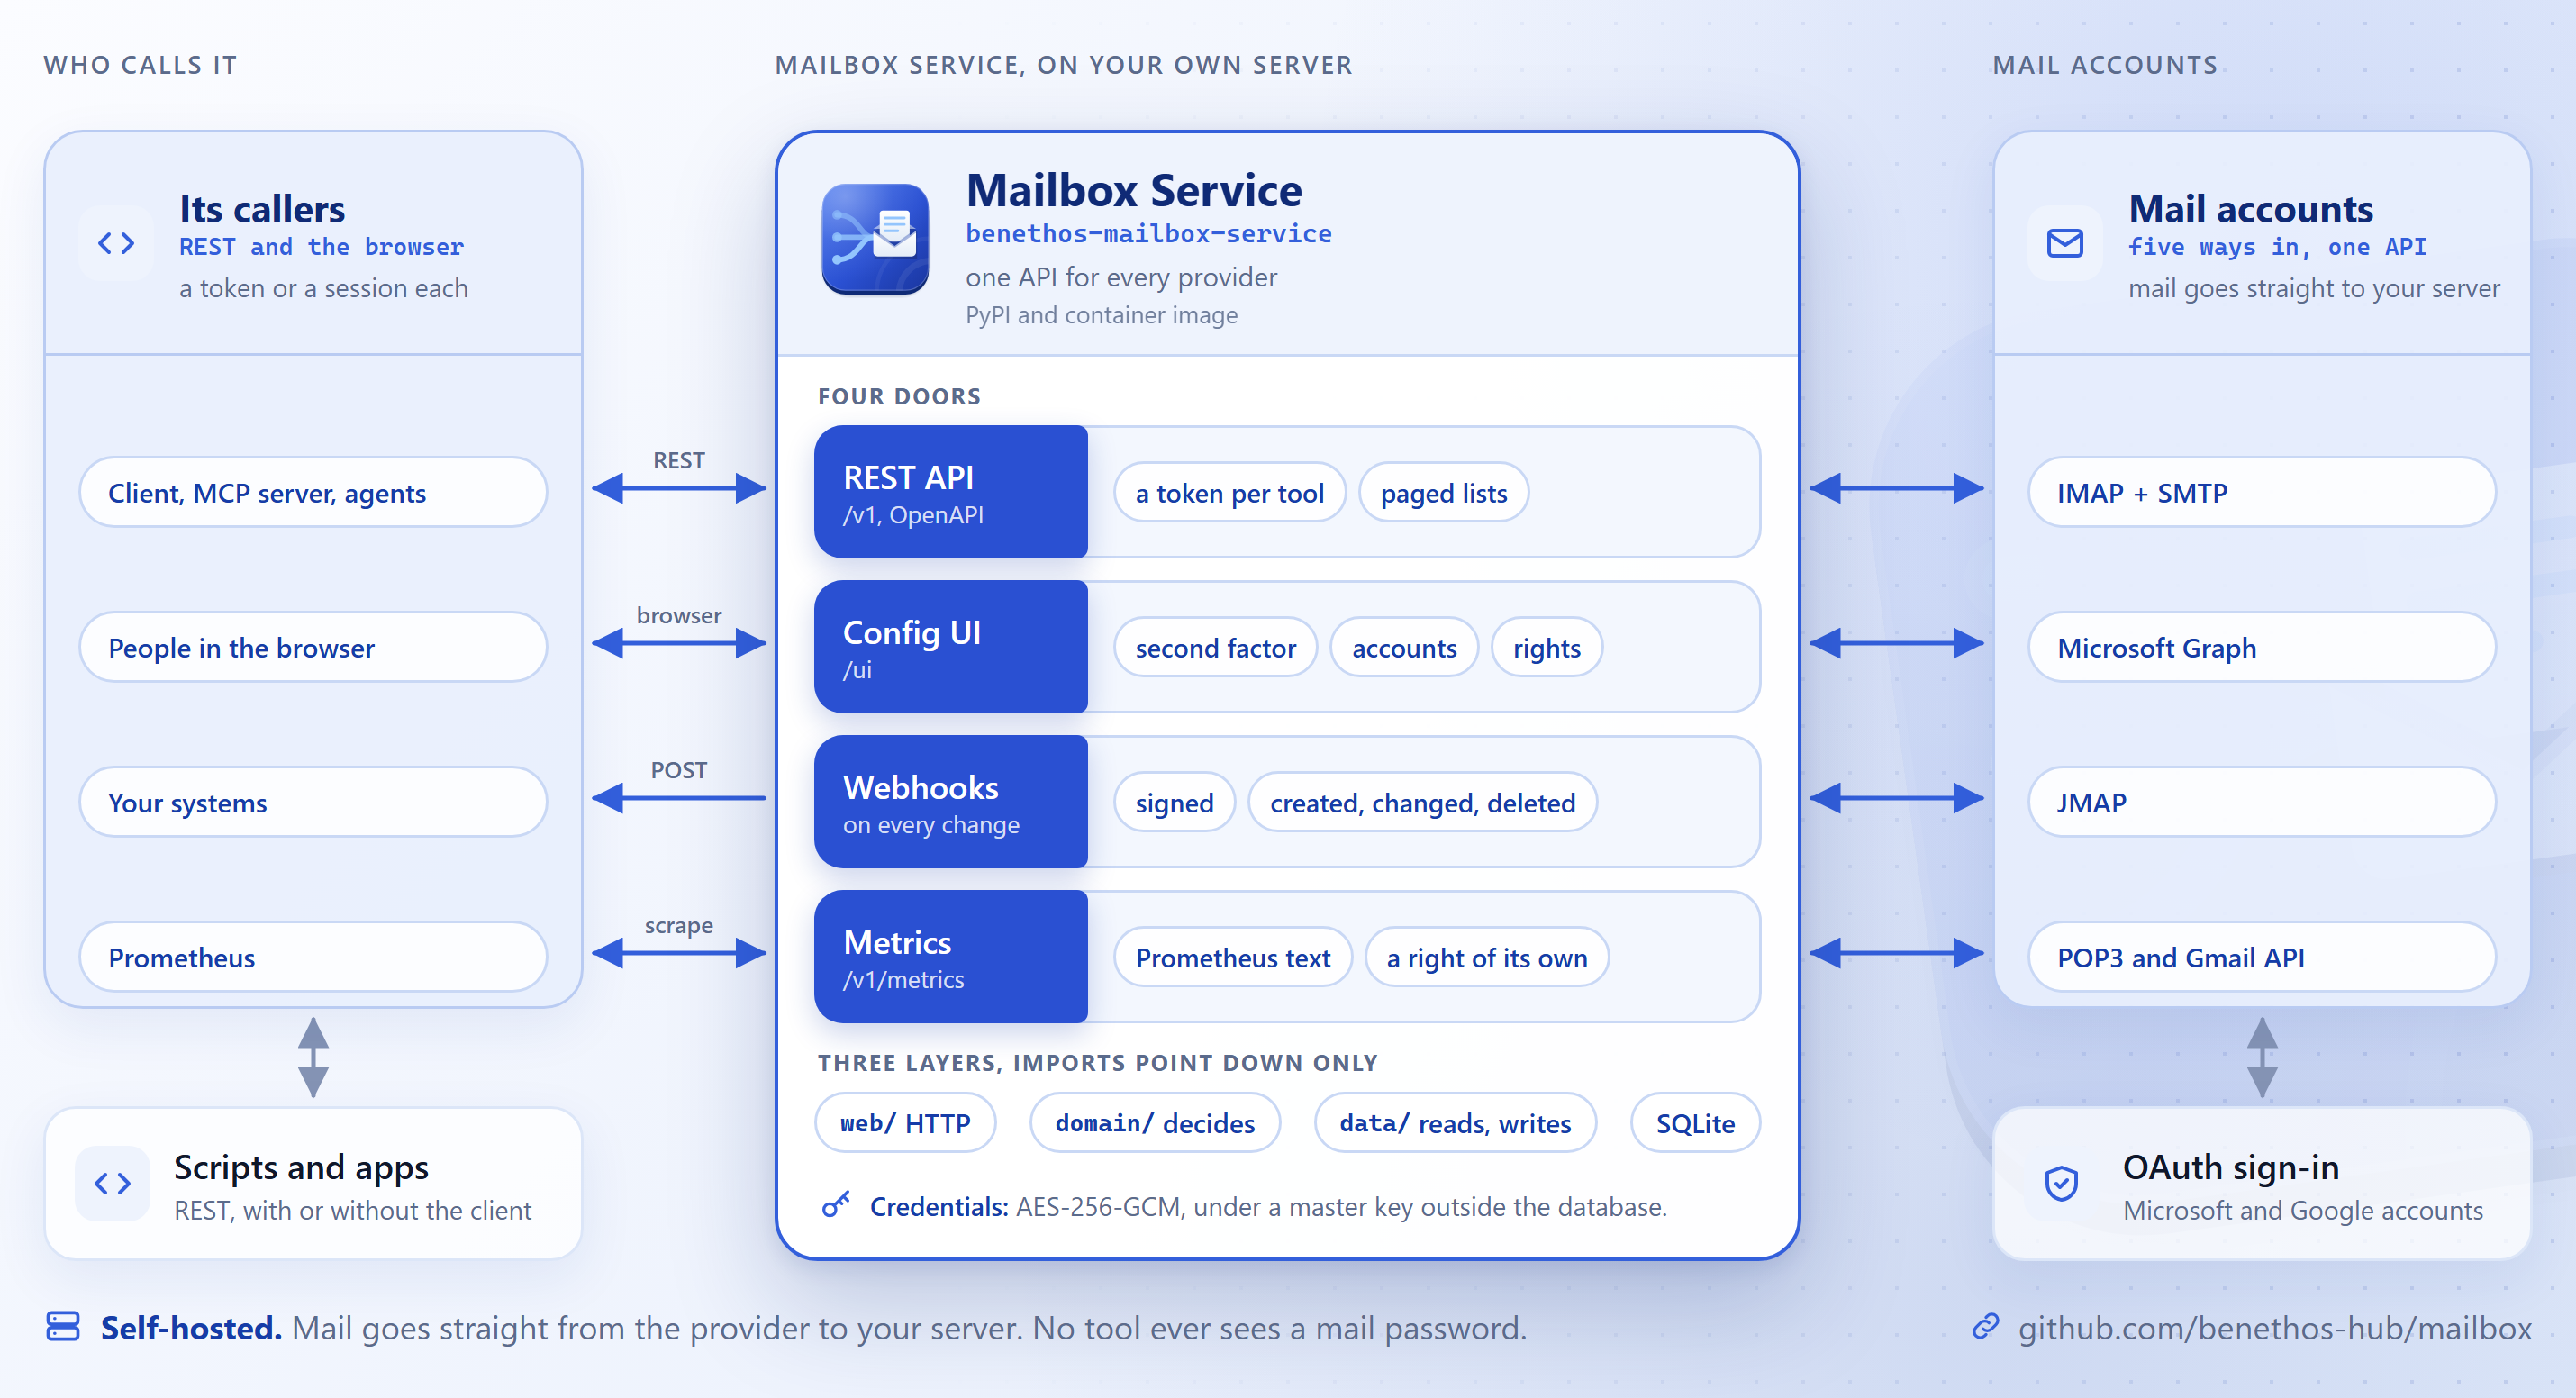 WHO CALLS IT
MAILBOX SERVICE, ON YOUR OWN SERVER
MAIL ACCOUNTS
Its callers
REST and the browser
a token or a session each
Client, MCP server, agents
People in the browser
Your systems
Prometheus
Scripts and apps
REST, with or without the client
REST
browser
POST
scrape
Mailbox Service
benethos-mailbox-service
one API for every provider
PyPI and container image
FOUR DOORS
REST API
/v1, OpenAPI
a token per tool
paged lists
Config UI
/ui
second factor
accounts
rights
Webhooks
on every change
signed
created, changed, deleted
Metrics
/v1/metrics
Prometheus text
a right of its own
THREE LAYERS, IMPORTS POINT DOWN ONLY
web/ HTTP
domain/ decides
data/ reads, writes
SQLite
Credentials: AES-256-GCM, under a master key outside the database.
Mail accounts
five ways in, one API
mail goes straight to your server
IMAP + SMTP
Microsoft Graph
JMAP
POP3 and Gmail API
OAuth sign-in
Microsoft and Google accounts
Self-hosted. Mail goes straight from the provider to your server. No tool ever sees a mail password.
github.com/benethos-hub/mailbox